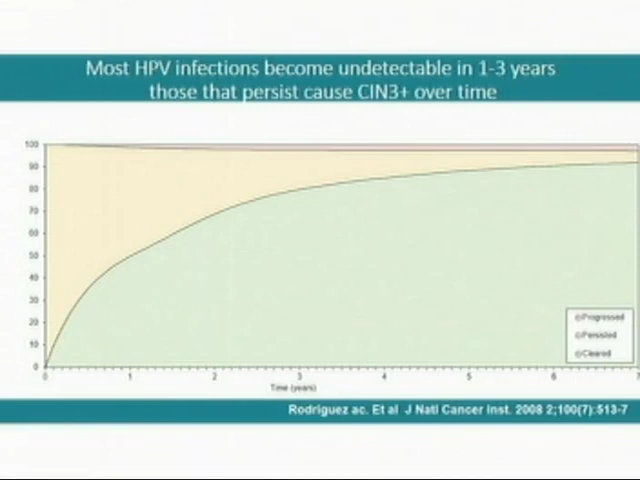 Most HPV infections become undetectable in 1-3 years
those that persist cause CIN3+ over time
100
90
80
70
60
50
40
30
20
10
0
0 1 2 3 4 5 6 7
Time (years)
Progressed
Persisted
Cleared
Rodriguez ac. Et al J Natl Cancer Inst. 2008 2;100(7):513-7